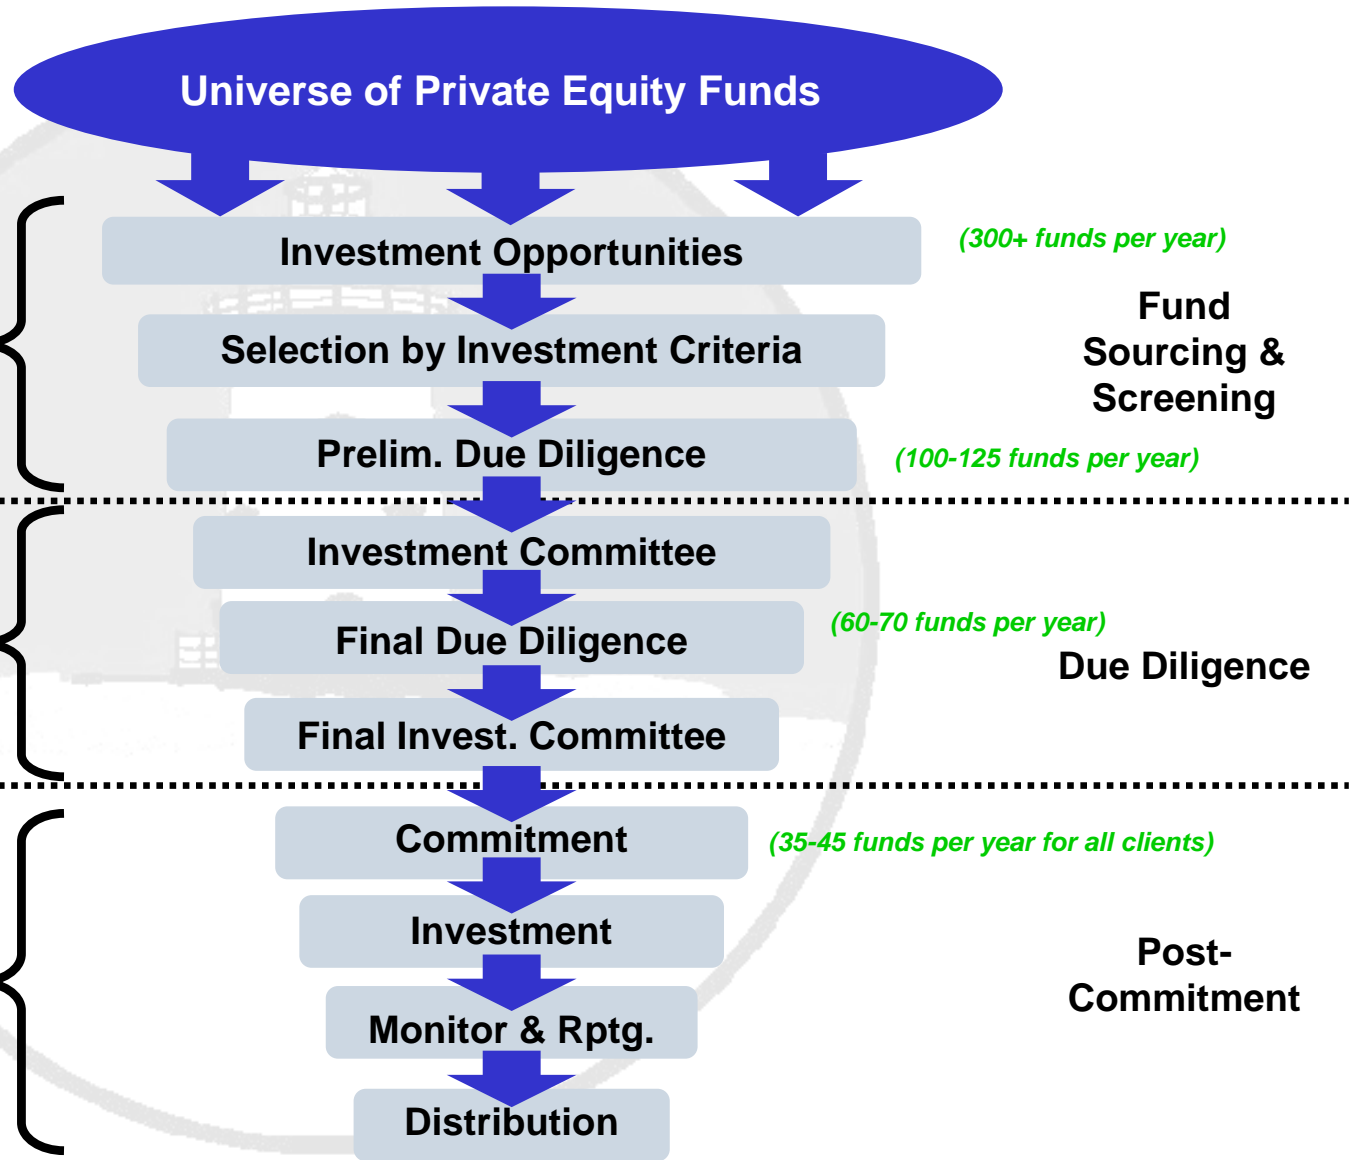 Universe of Private Equity Funds
Investment Opportunities
(300+ funds per year)
Fund
Sourcing &
Screening
Selection by Investment Criteria
Prelim. Due Diligence
(100-125 funds per year)
Investment Committee
Final Due Diligence
(60-70 funds per year)
Due Diligence
Final Invest. Committee
Commitment
(35-45 funds per year for all clients)
Investment
Post-
Commitment
Monitor & Rptg.
Distribution